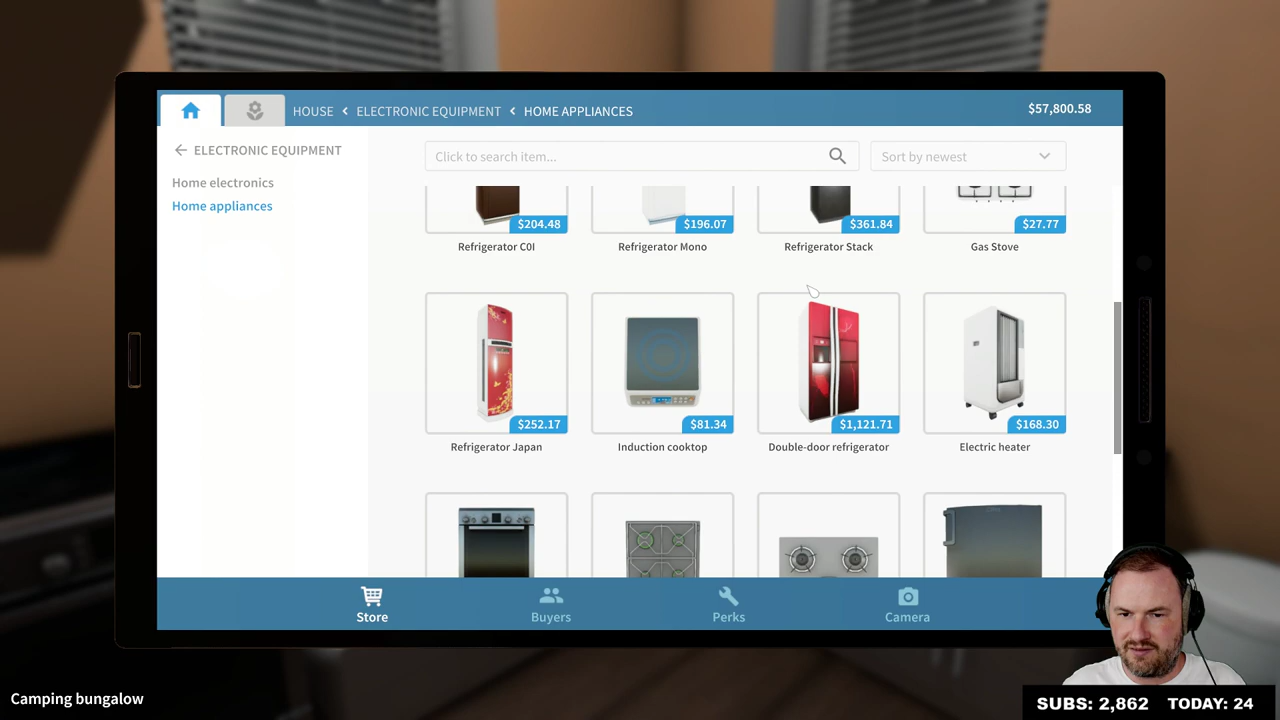 HOUSE < ELECTRONIC EQUIPMENT < HOME APPLIANCES
$57,800.58
ELECTRONIC EQUIPMENT
Click to search item...
Sort by newest
Home electronics
Home appliances
$204.48
$196.07
$361.84
$27.77
Refrigerator C0I
Refrigerator Mono
Refrigerator Stack
Gas Stove
$252.17
$81.34
$1,121.71
$168.30
Refrigerator Japan
Induction cooktop
Double-door refrigerator
Electric heater
Store
Buyers
Perks
Camera
Camping bungalow
SUBS: 2,862 TODAY: 24